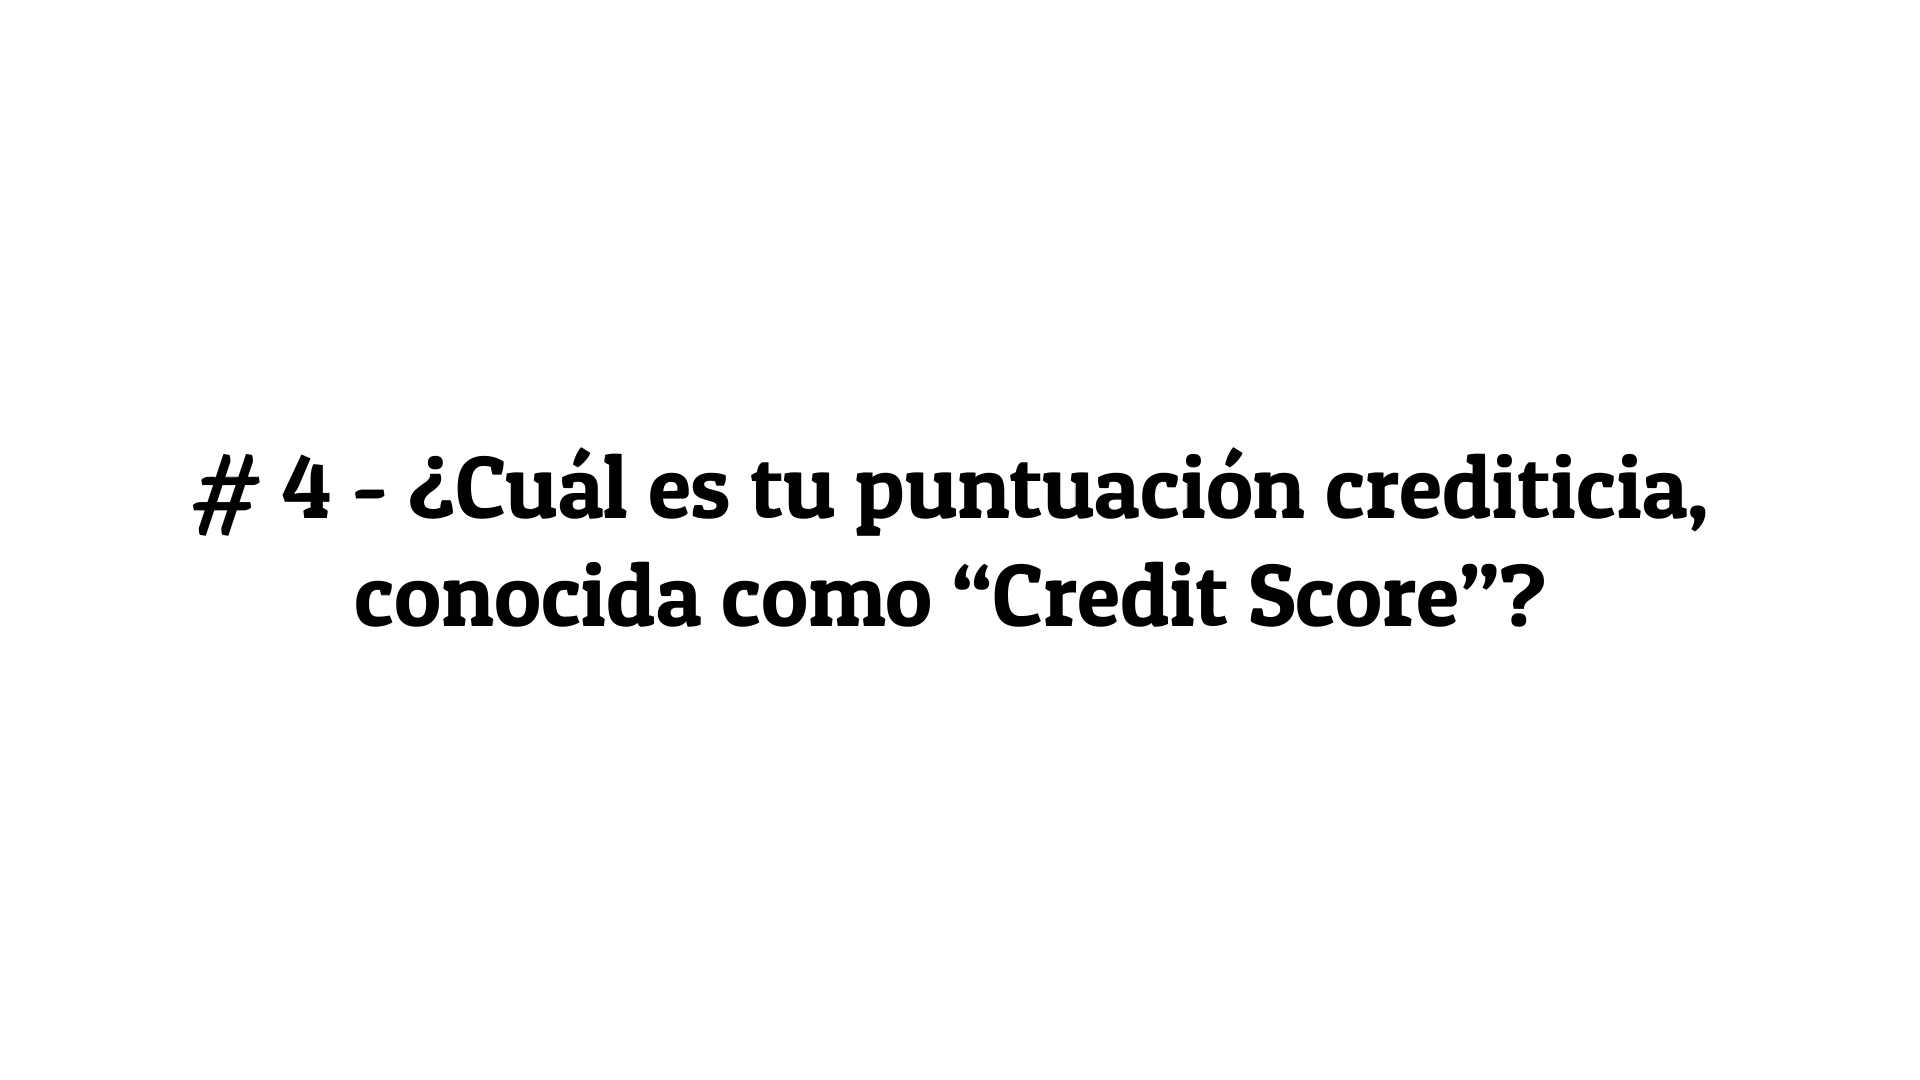 # 4 - ¿Cuál es tu puntuación crediticia,
conocida como “Credit Score”?